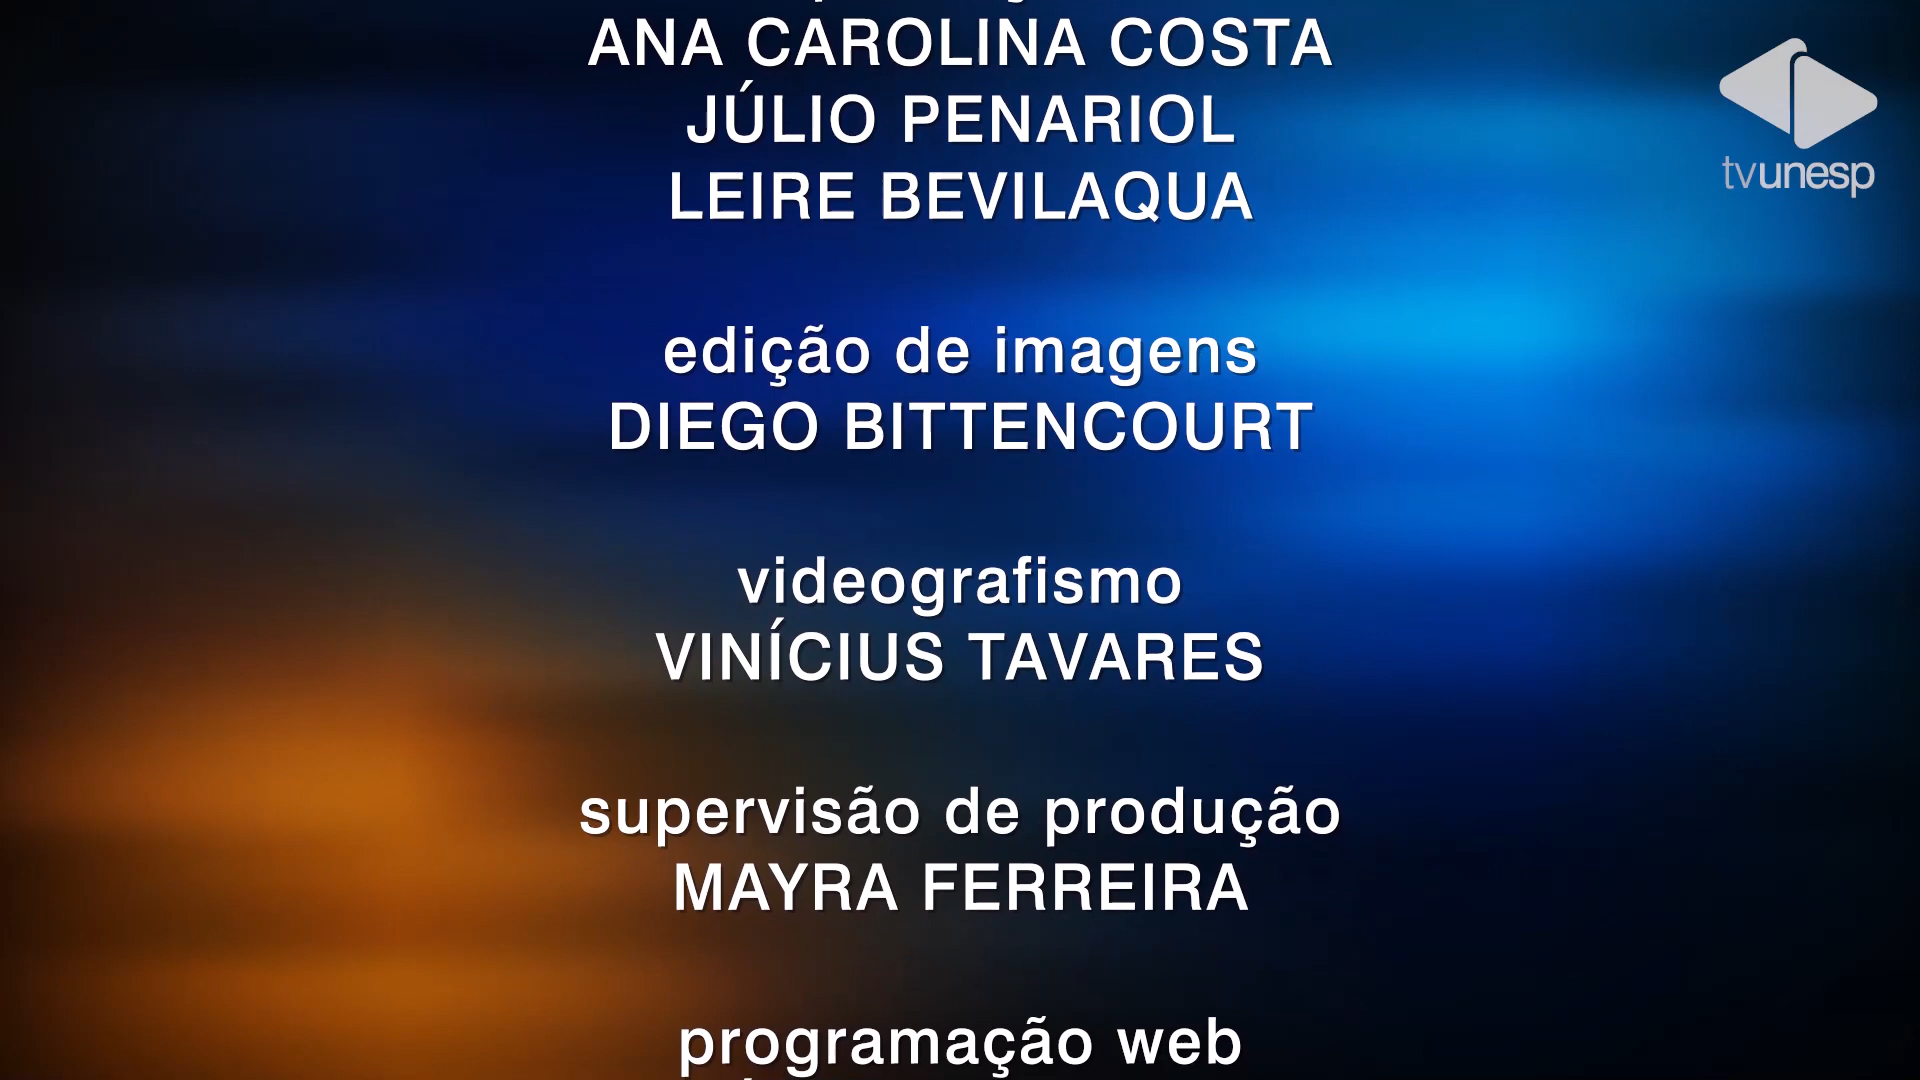 ANA CAROLINA COSTA
JÚLIO PENARIOL
LEIRE BEVILAQUA
edição de imagens
DIEGO BITTENCOURT
videografismo
VINÍCIUS TAVARES
supervisão de produção
MAYRA FERREIRA
programação web
tvunesp